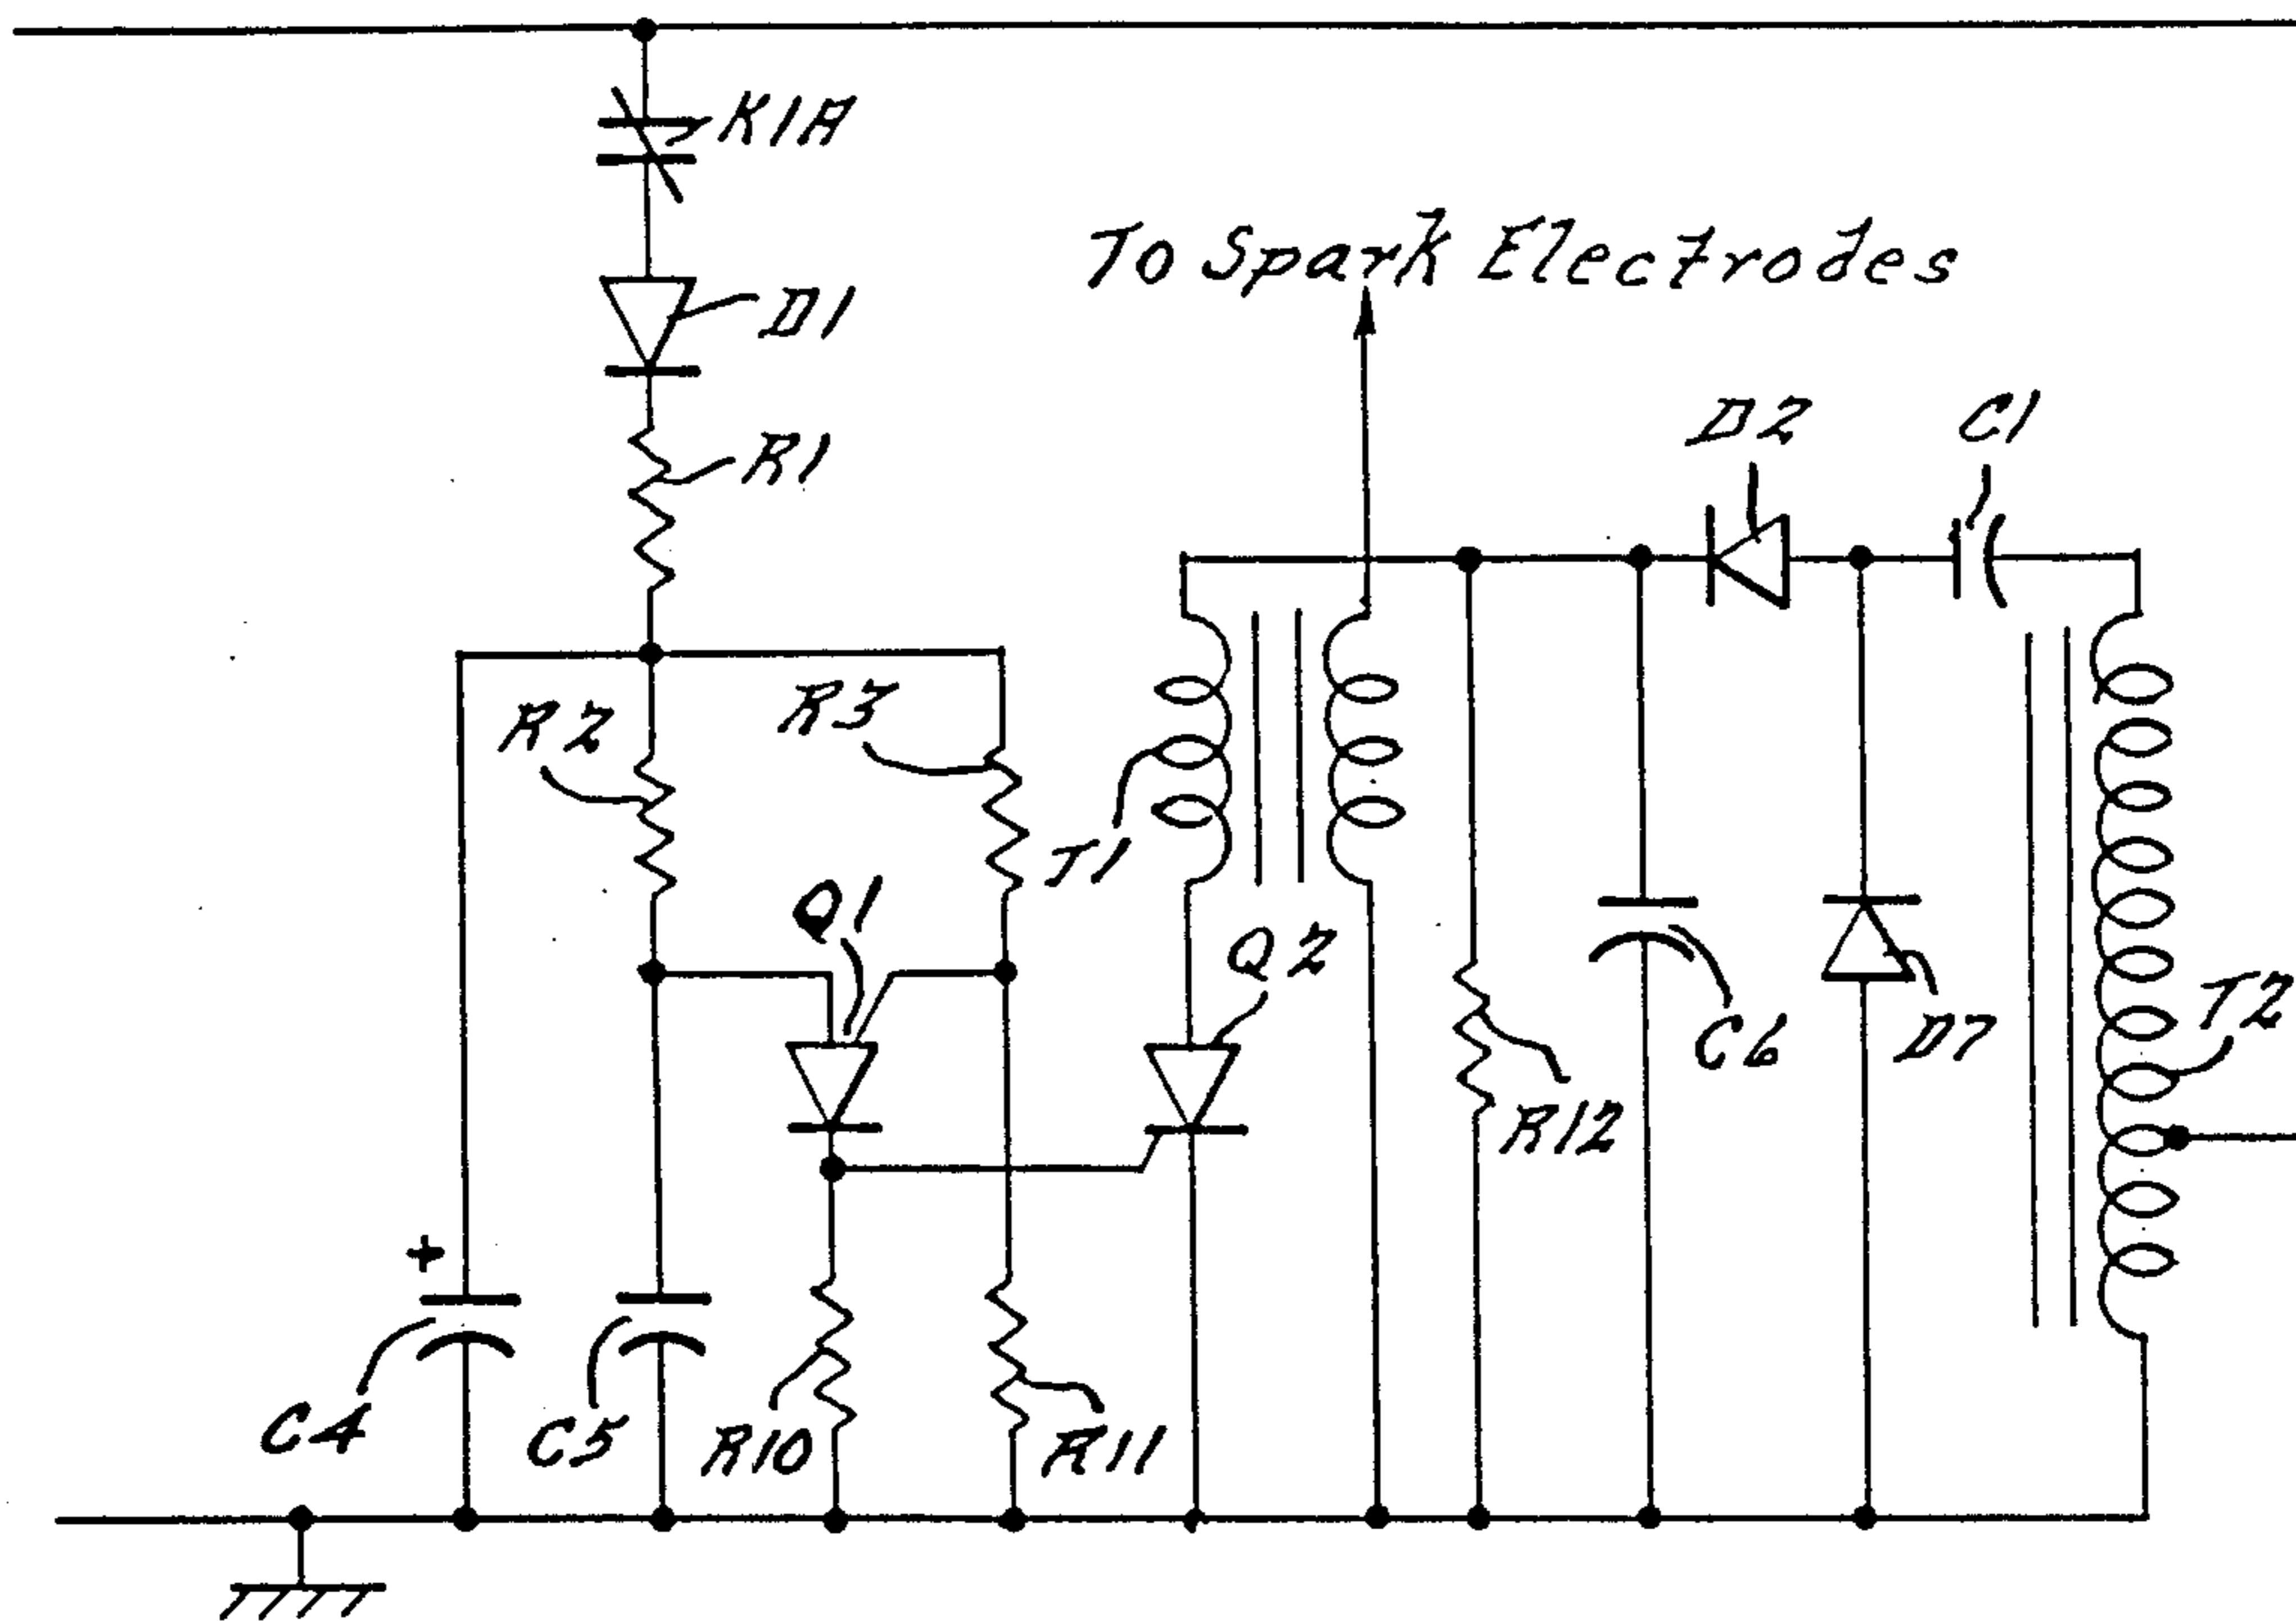 K1A
To Spark Electrodes
D1
D2
C1
R1
R2
R3
T1
Q1
Q2
T2
C6
D7
R12
+
C4
C5
R10
R11